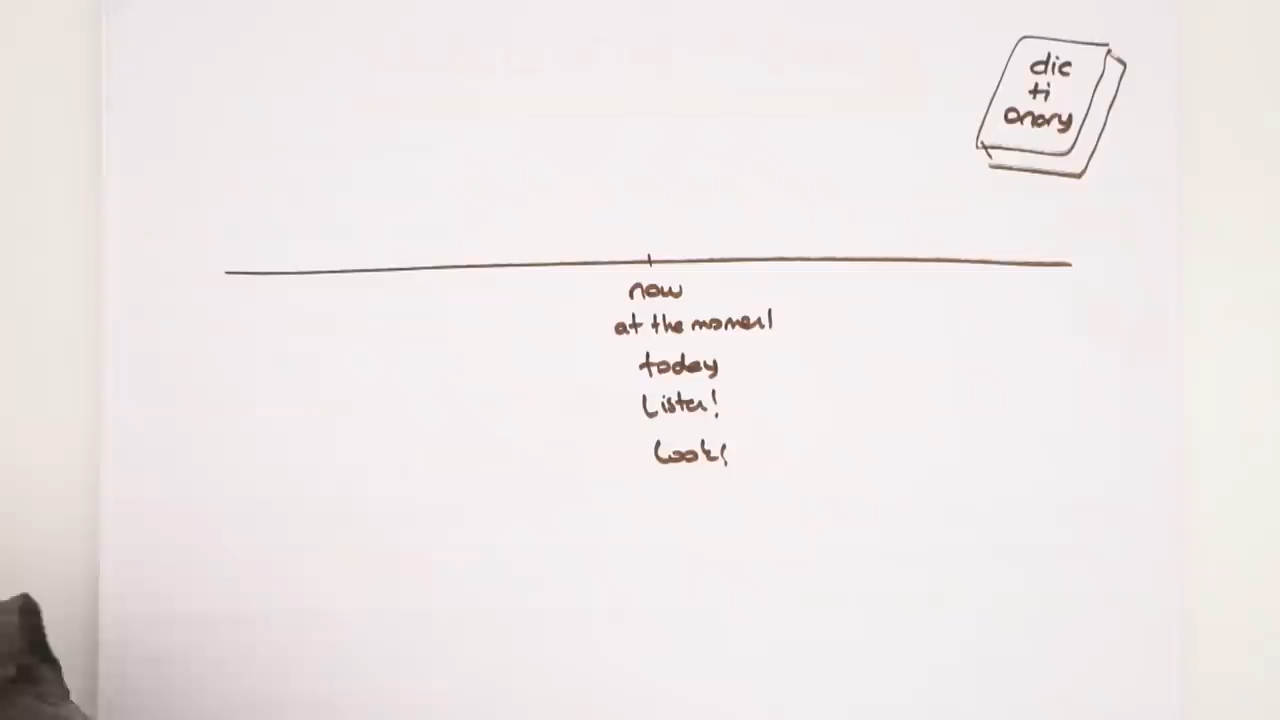 dic
ti
onary
now
at the moment
today
Listen!
Look!